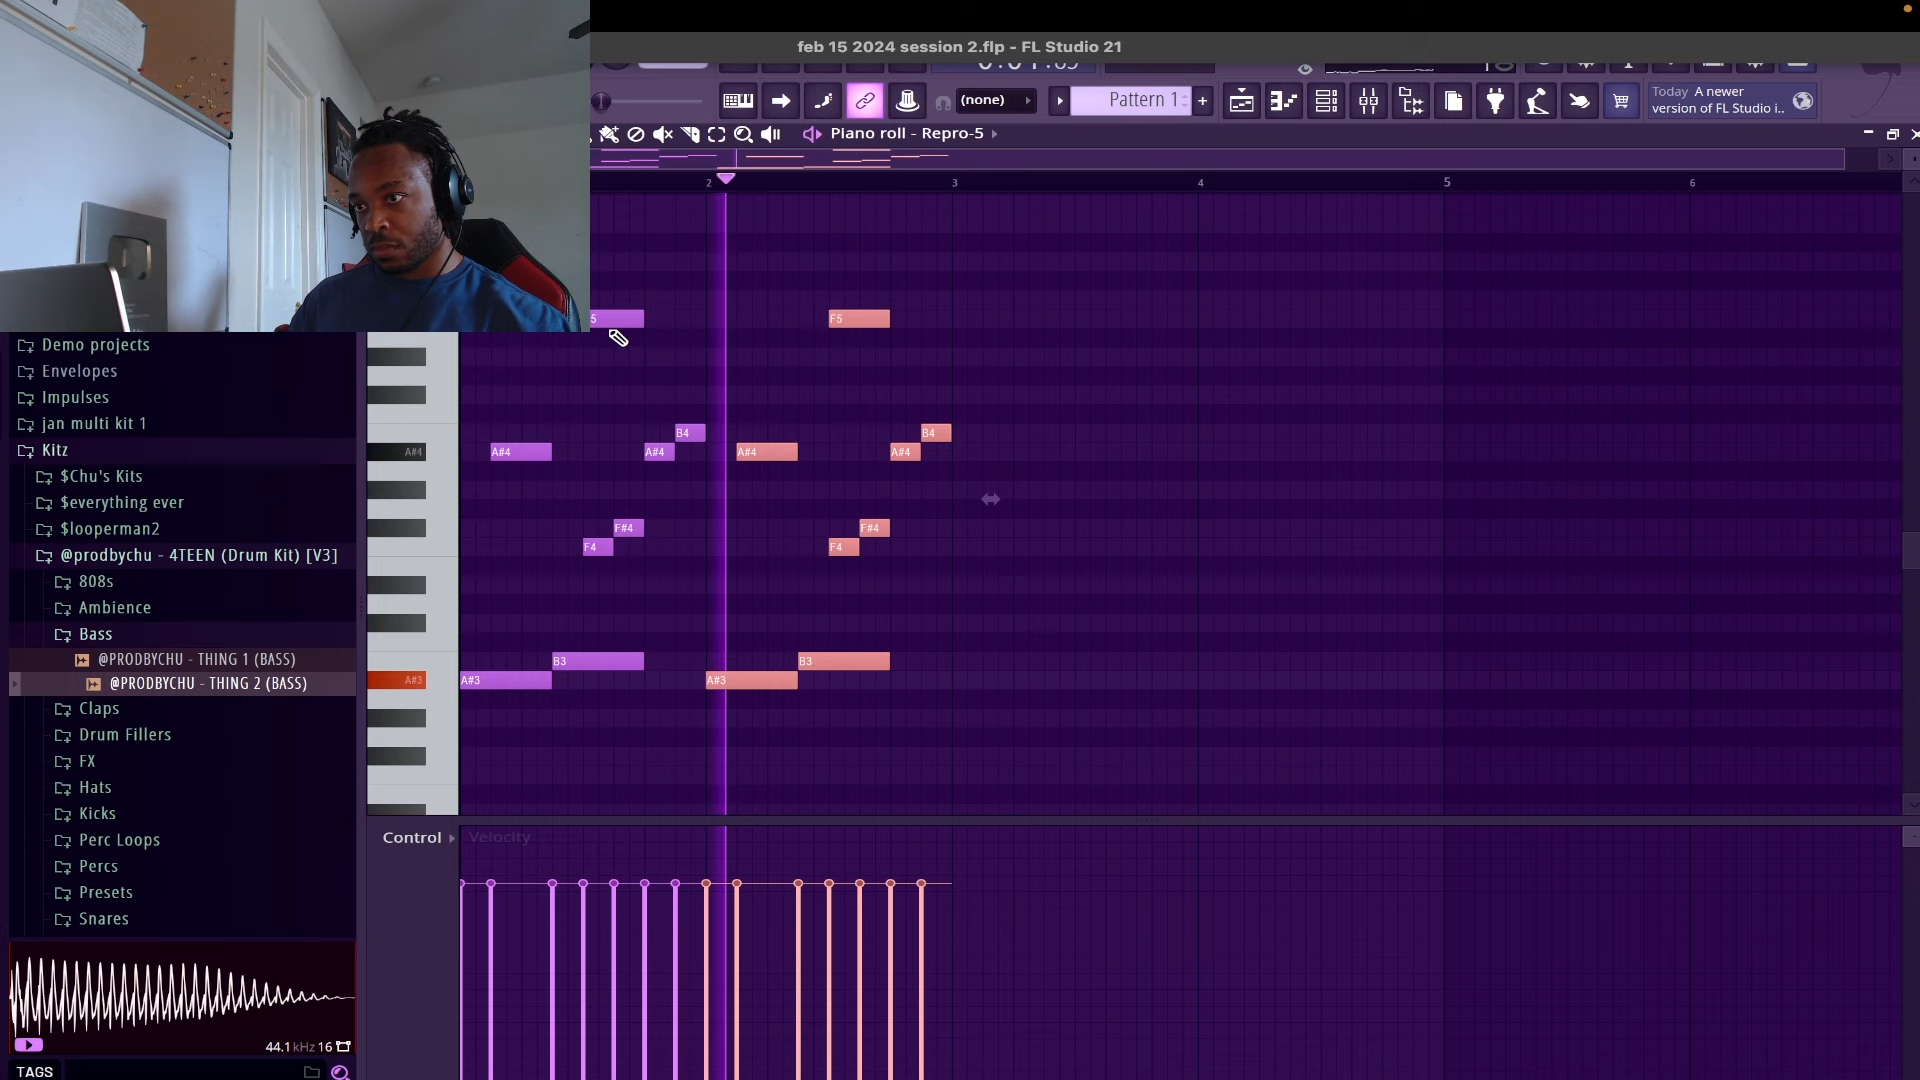 feb 15 2024 session 2.flp - FL Studio 21
(none)
Pattern 1
+
Today A newer
version of FL Studio i..
Piano roll - Repro-5
2 3 4 5 6
5
F5
Demo projects
Envelopes
Impulses
jan multi kit 1
Kitz
$Chu's Kits
$everything ever
$looperman2
@prodbychu - 4TEEN (Drum Kit) [V3]
808s
Ambience
Bass
@PRODBYCHU - THING 1 (BASS)
@PRODBYCHU - THING 2 (BASS)
Claps
Drum Fillers
FX
Hats
Kicks
Perc Loops
Percs
Presets
Snares
44.1 kHz 16
TAGS
B4 B4
A#4 A#4 A#4 A#4 A#4
F#4 F#4
F4 F4
B3 B3
A#3 A#3 A#3
Control
Velocity